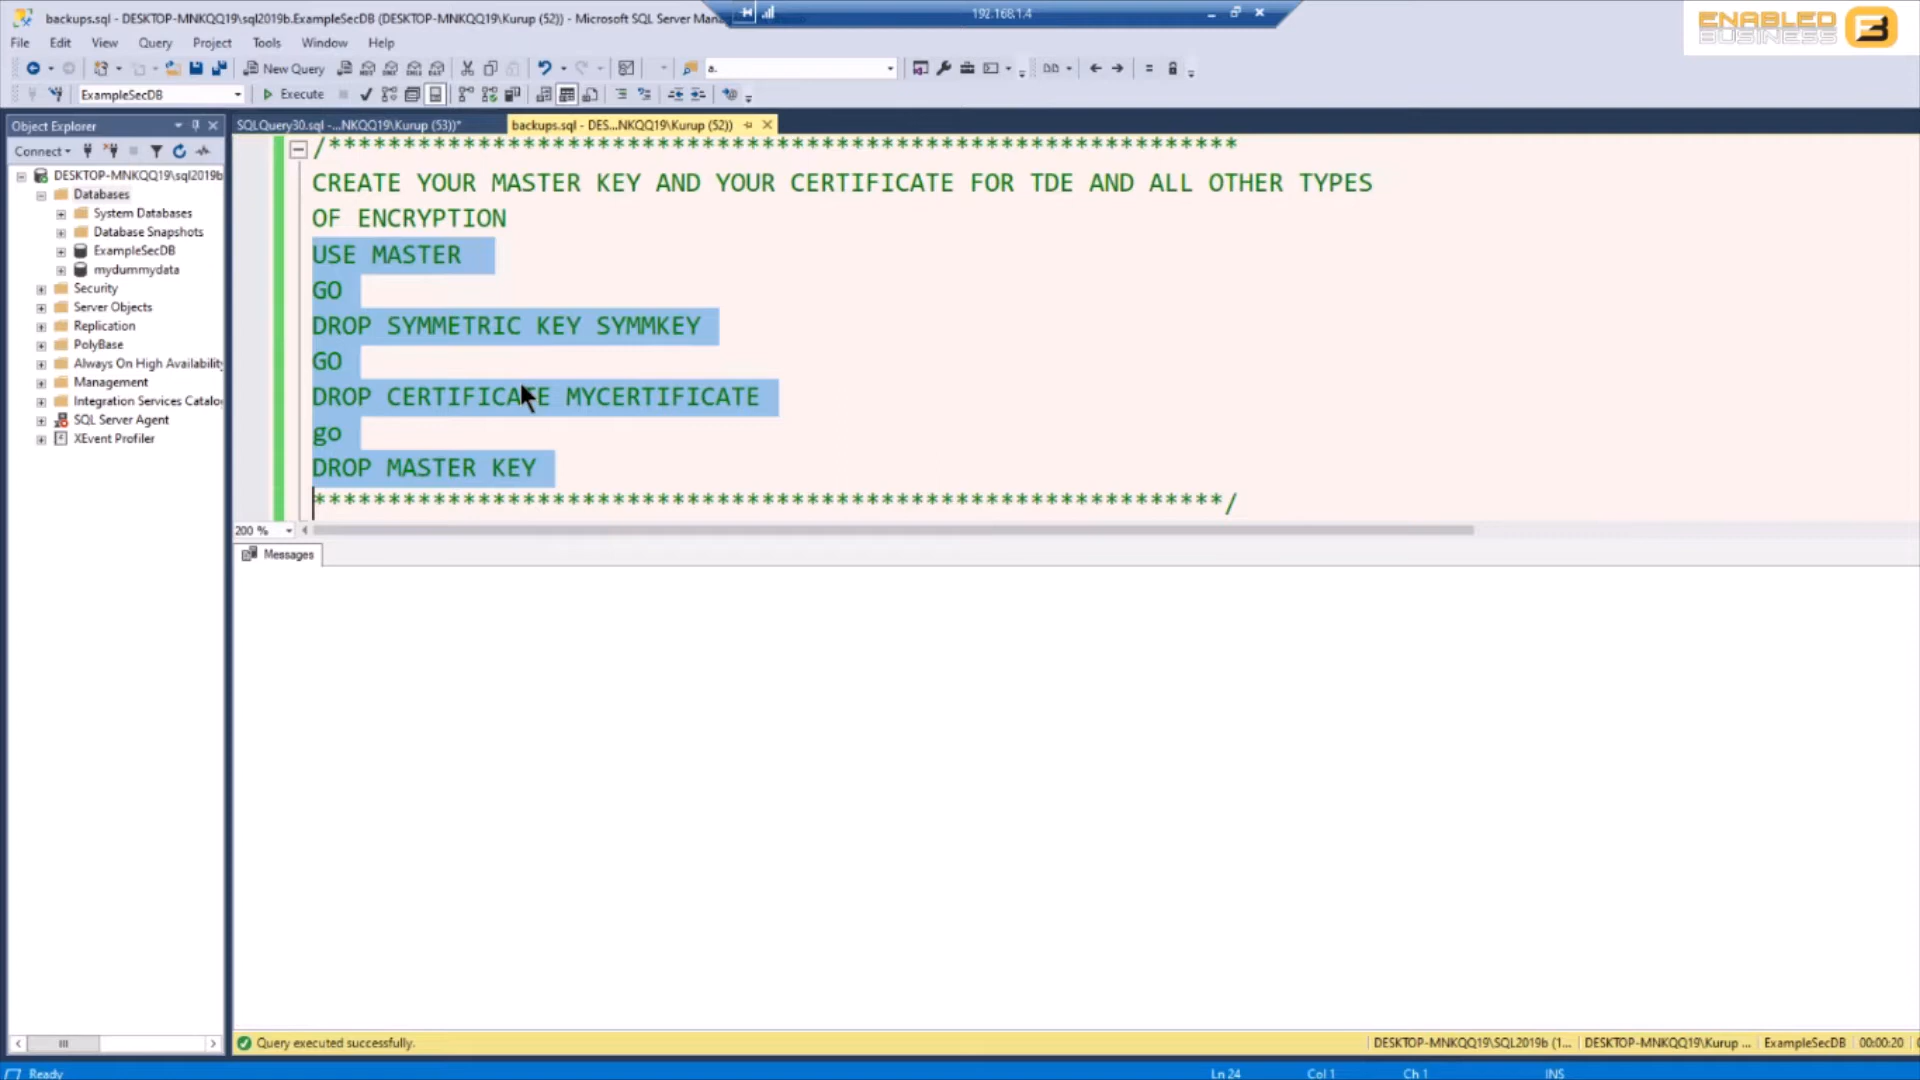 backups.sql - DESKTOP-MNKQQ19\sql2019b.ExampleSecDB (DESKTOP-MNKQQ19\Kurup (52)) - Microsoft SQL Server Mana
192.168.1.4
ENABLED
BUSINESS
File Edit View Query Project Tools Window Help
New Query
a.
ExampleSecDB
Execute
Object Explorer
SQLQuery30.sql -...NKQQ19\Kurup (53))*
backups.sql - DES...NKQQ19\Kurup (52))
Connect
DESKTOP-MNKQQ19\sql2019b
Databases
System Databases
Database Snapshots
ExampleSecDB
mydummydata
Security
Server Objects
Replication
PolyBase
Always On High Availability
Management
Integration Services Catalo
SQL Server Agent
XEvent Profiler
/*************************************************************
CREATE YOUR MASTER KEY AND YOUR CERTIFICATE FOR TDE AND ALL OTHER TYPES
OF ENCRYPTION
USE MASTER
GO
DROP SYMMETRIC KEY SYMMKEY
GO
DROP CERTIFICATE MYCERTIFICATE
go
DROP MASTER KEY
*************************************************************/
200 %
Messages
Query executed successfully.
DESKTOP-MNKQQ19\SQL2019b (1... DESKTOP-MNKQQ19\Kurup ... ExampleSecDB 00:00:20
Ready
Ln 24 Col 1 Ch 1 INS